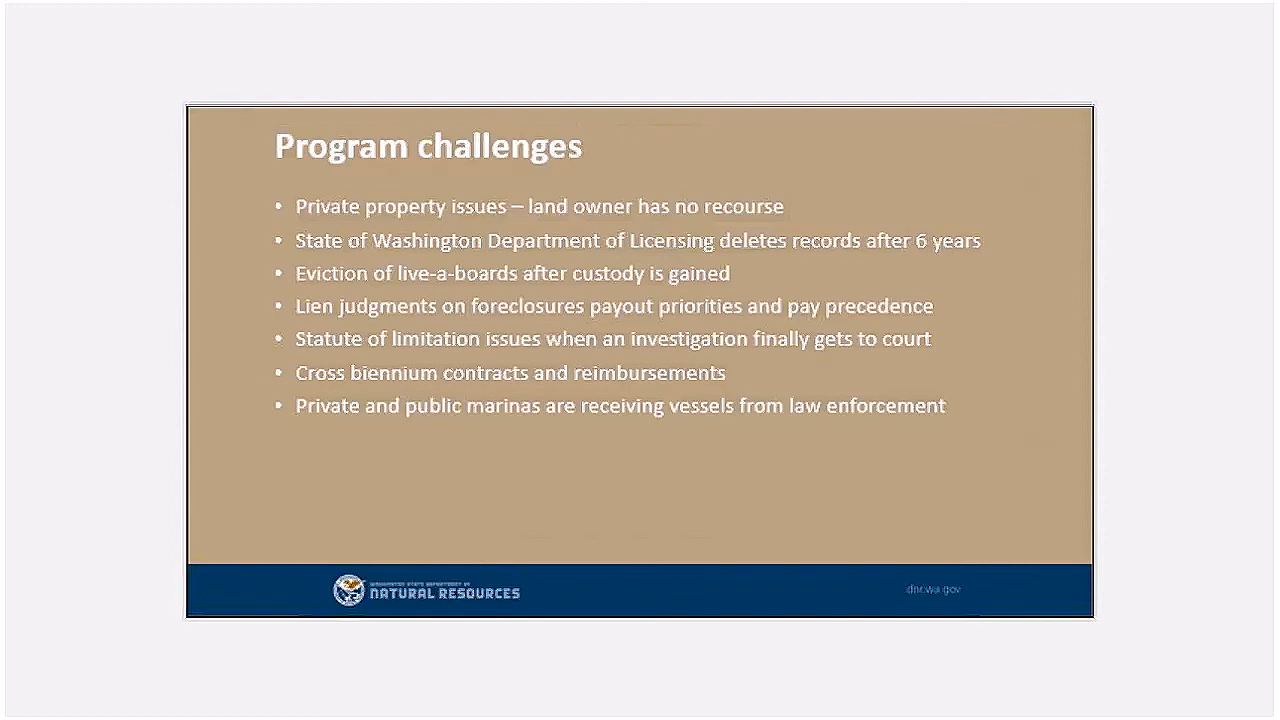 Program challenges
• Private property issues – land owner has no recourse
• State of Washington Department of Licensing deletes records after 6 years
• Eviction of live-a-boards after custody is gained
• Lien judgments on foreclosures payout priorities and pay precedence
• Statute of limitation issues when an investigation finally gets to court
• Cross biennium contracts and reimbursements
• Private and public marinas are receiving vessels from law enforcement
WASHINGTON STATE DEPARTMENT OF
NATURAL RESOURCES
dnr.wa.gov